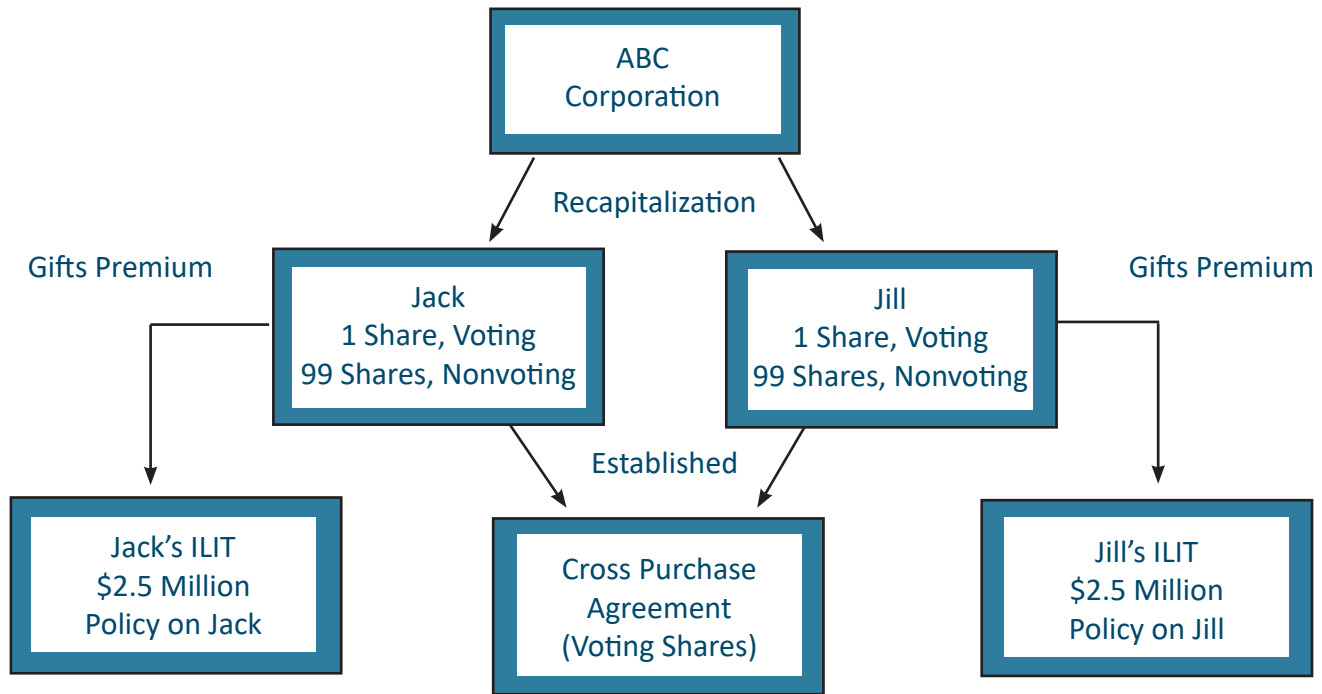 ABC
Corporation
Recapitalization
Gifts Premium
Gifts Premium
Jack
1 Share, Voting
99 Shares, Nonvoting
Jill
1 Share, Voting
99 Shares, Nonvoting
Established
Jack’s ILIT
$2.5 Million
Policy on Jack
Cross Purchase
Agreement
(Voting Shares)
Jill’s ILIT
$2.5 Million
Policy on Jill